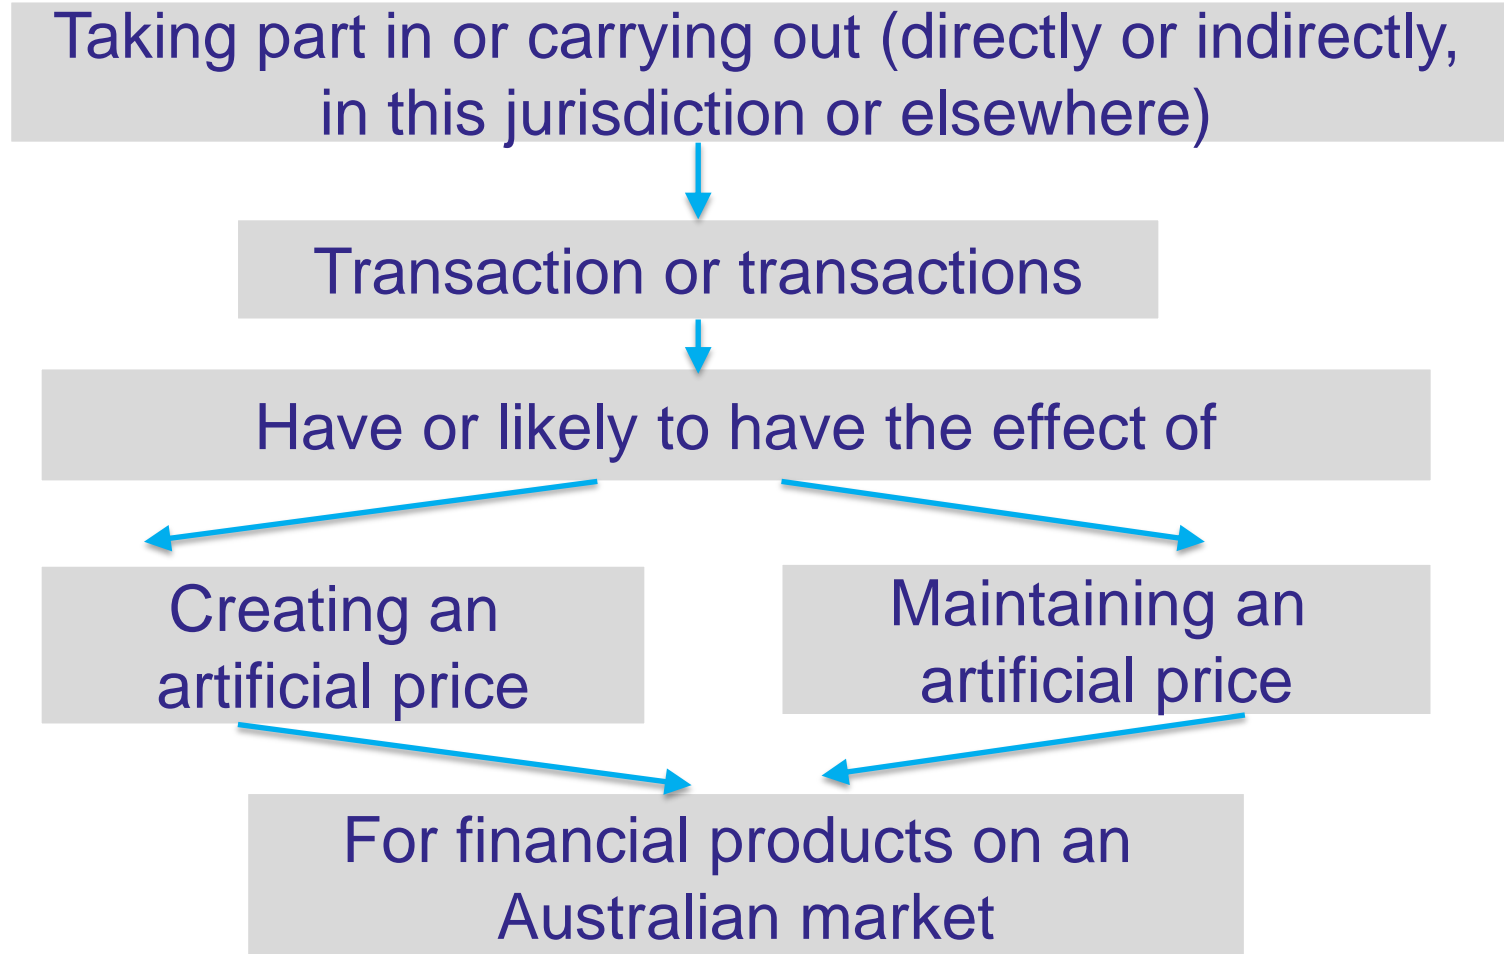 Taking part in or carrying out (directly or indirectly,
in this jurisdiction or elsewhere)
Transaction or transactions
Have or likely to have the effect of
Creating an
artificial price
Maintaining an
artificial price
For financial products on an
Australian market